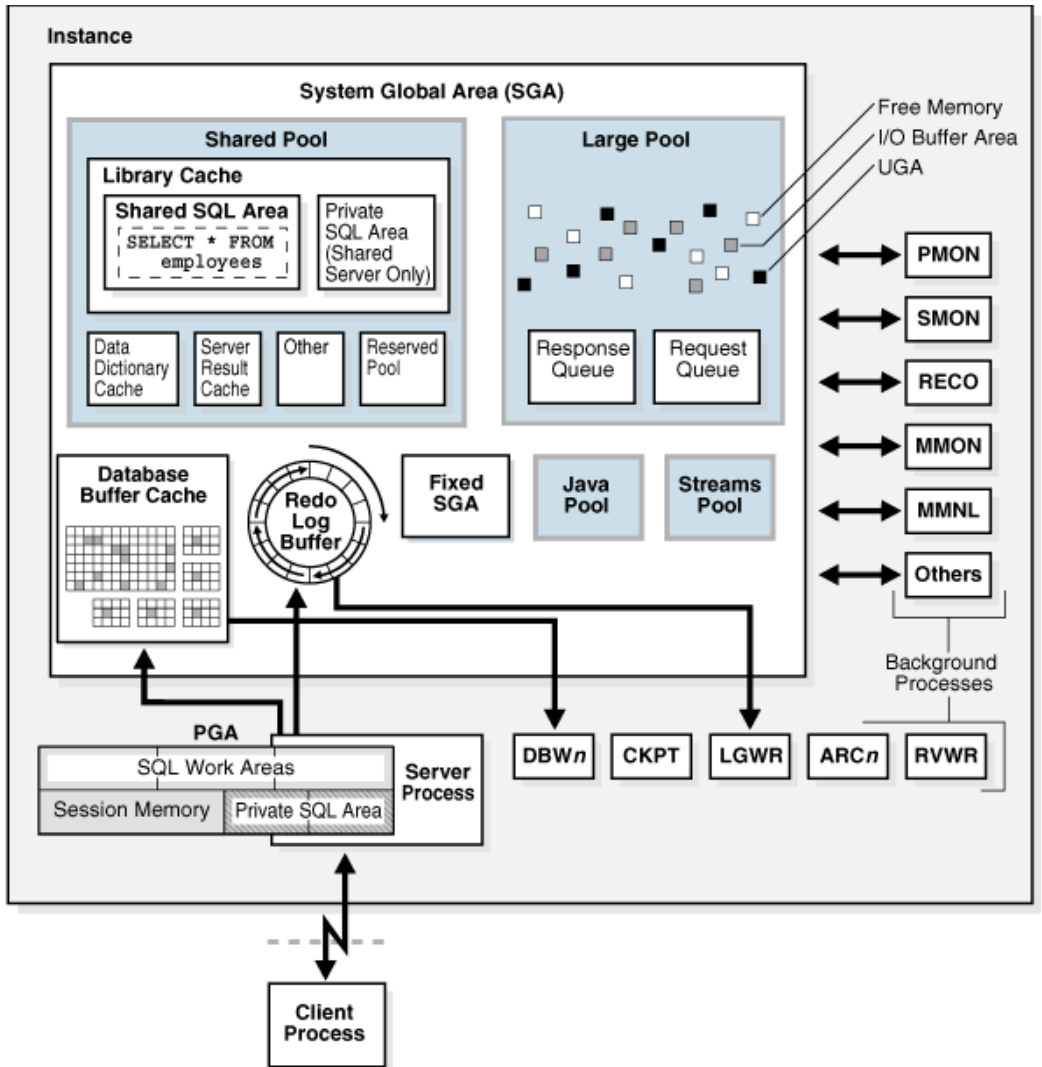 Instance
System Global Area (SGA)
Shared Pool
Library Cache
Shared SQL Area
SELECT * FROM
employees
Private
SQL Area
(Shared
Server Only)
Data
Dictionary
Cache
Server
Result
Cache
Other
Reserved
Pool
Large Pool
Response
Queue
Request
Queue
Free Memory
I/O Buffer Area
UGA
Database
Buffer Cache
Redo
Log
Buffer
Fixed
SGA
Java
Pool
Streams
Pool
PMON
SMON
RECO
MMON
MMNL
Others
Background
Processes
PGA
SQL Work Areas
Session Memory
Private SQL Area
Server
Process
DBWn
CKPT
LGWR
ARCn
RVWR
Client
Process